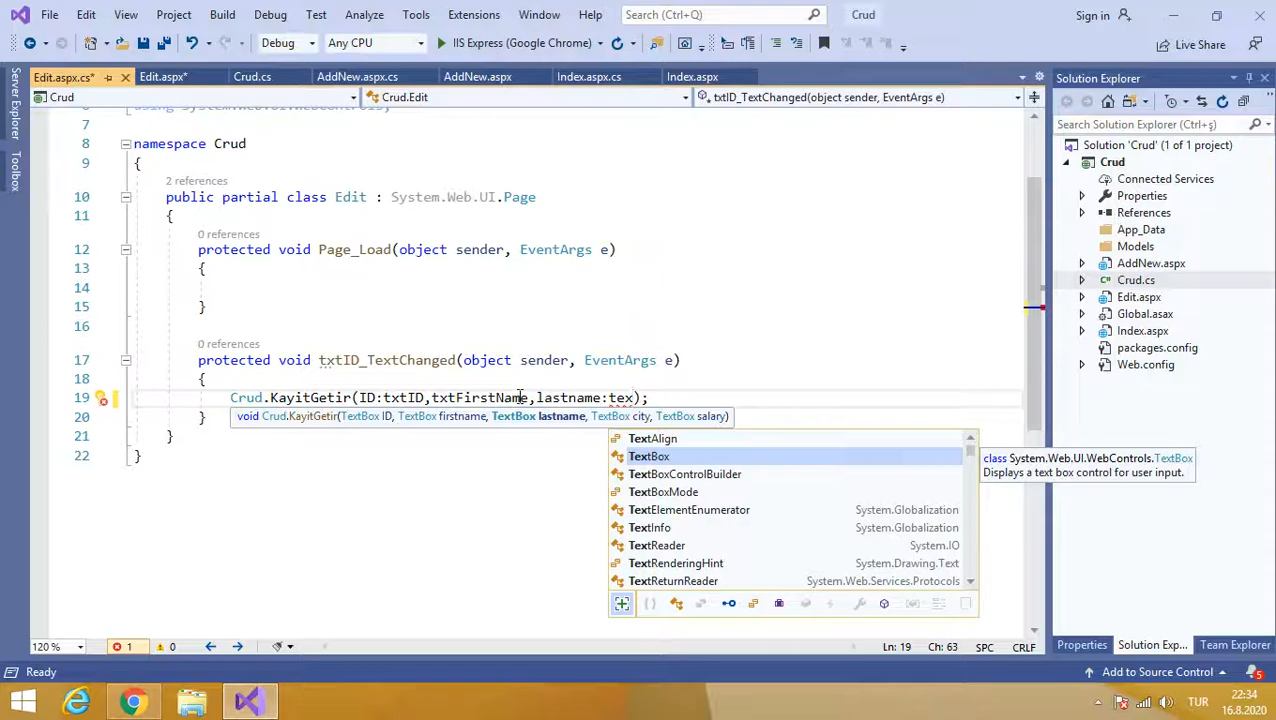 File Edit View Project Build Debug Test Analyze Tools Extensions Window Help Search (Ctrl+Q) Crud Sign in
Debug Any CPU IIS Express (Google Chrome) Live Share
Edit.aspx.cs* Edit.aspx* Crud.cs AddNew.aspx.cs AddNew.aspx Index.aspx.cs Index.aspx
Solution Explorer
Server Explorer
Toolbox
Crud Crud.Edit txtID_TextChanged(object sender, EventArgs e)
Search Solution Explorer (Ctrl+ş)
Solution 'Crud' (1 of 1 project)
Crud
Connected Services
Properties
References
App_Data
Models
AddNew.aspx
Crud.cs
Edit.aspx
Global.asax
Index.aspx
packages.config
Web.config
6 using System.Web.UI.WebControls;
7
8 namespace Crud
9 {
2 references
10 public partial class Edit : System.Web.UI.Page
11 {
0 references
12 protected void Page_Load(object sender, EventArgs e)
13 {
14
15 }
16
0 references
17 protected void txtID_TextChanged(object sender, EventArgs e)
18 {
19 Crud.KayitGetir(ID:txtID,txtFirstName,lastname:tex);
20 }
void Crud.KayitGetir(TextBox ID, TextBox firstname, TextBox lastname, TextBox city, TextBox salary)
21 }
22 }
TextAlign
TextBox
TextBoxControlBuilder
TextBoxMode
TextElementEnumerator System.Globalization
TextInfo System.Globalization
TextReader System.IO
TextRenderingHint System.Drawing.Text
TextReturnReader System.Web.Services.Protocols
class System.Web.UI.WebControls.TextBox
Displays a text box control for user input.
120 % 1 0 Ln: 19 Ch: 63 SPC CRLF
Properties Solution Exp... Team Explorer
Ready Add to Source Control 5
TUR 22:34
16.8.2020